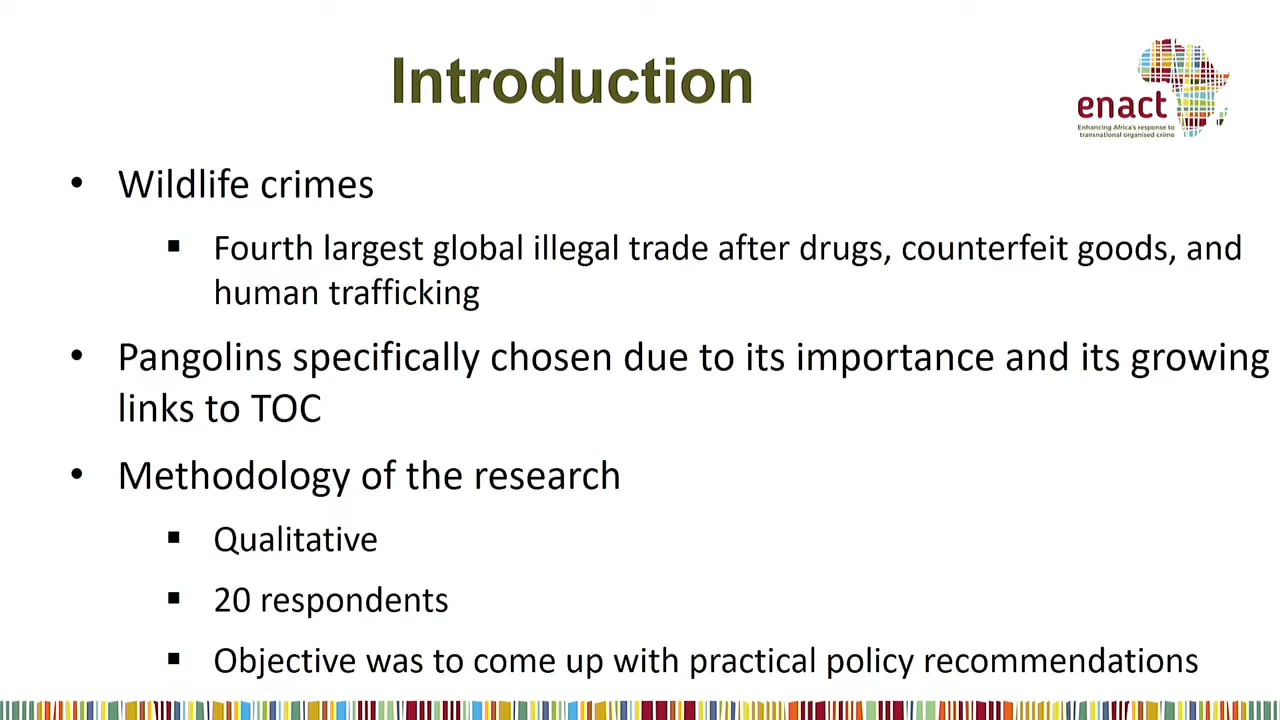 Introduction
enact
Enhancing Africa's response to
transnational organised crime
• Wildlife crimes
▪ Fourth largest global illegal trade after drugs, counterfeit goods, and
human trafficking
• Pangolins specifically chosen due to its importance and its growing
links to TOC
• Methodology of the research
▪ Qualitative
▪ 20 respondents
▪ Objective was to come up with practical policy recommendations